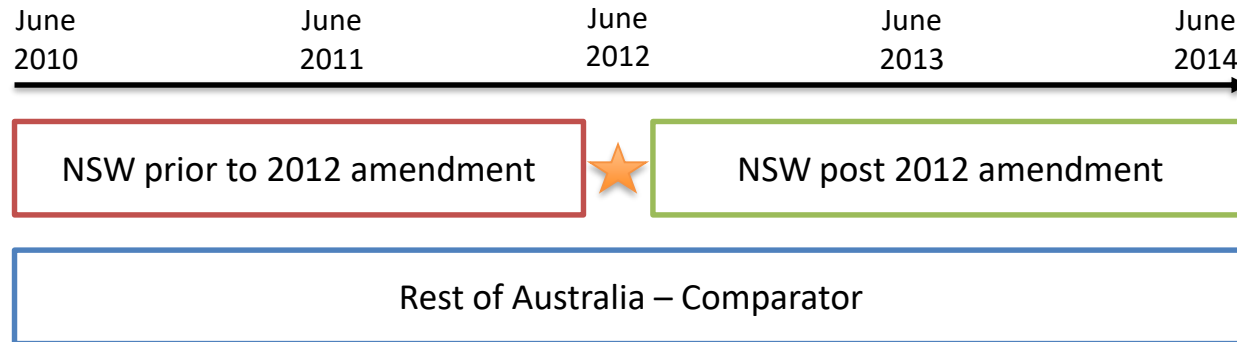 June June June June June
2010 2011 2012 2013 2014
NSW prior to 2012 amendment NSW post 2012 amendment
Rest of Australia – Comparator